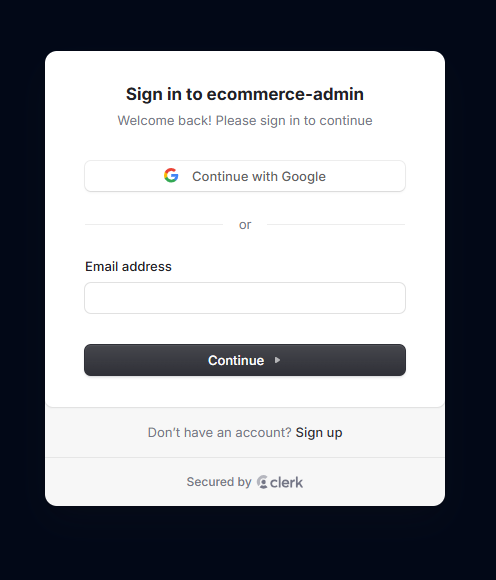 Sign in to ecommerce-admin
Welcome back! Please sign in to continue
Continue with Google
or
Email address
Continue
Don't have an account? Sign up
Secured by clerk